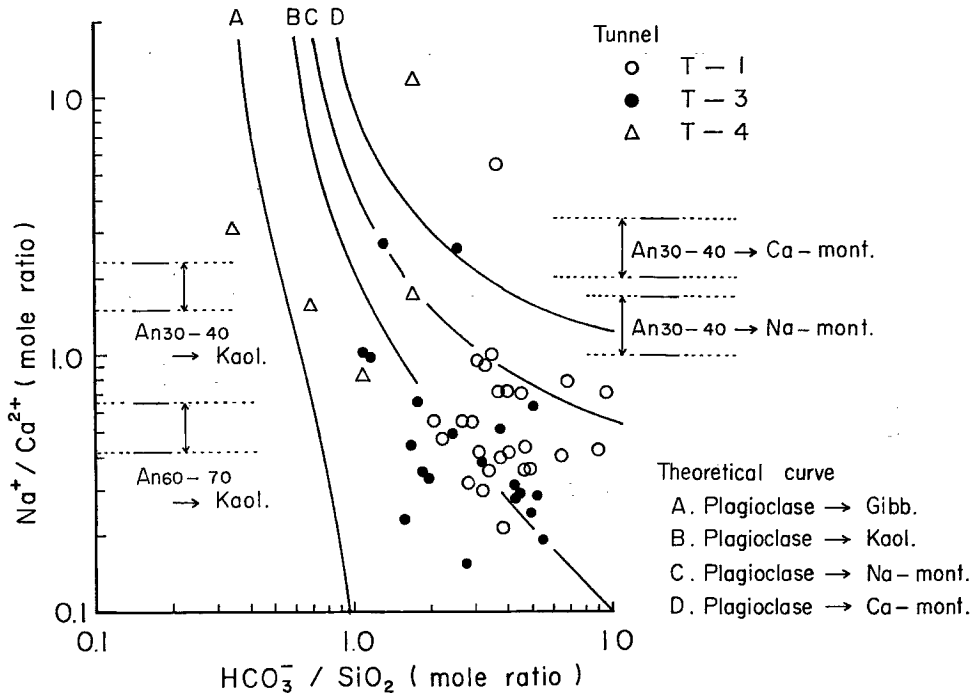 A B C D
Tunnel
T-1
T-3
T-4
10
1.0
0.1
Na⁺/Ca²⁺ (mole ratio)
An30-40 → Ca-mont.
An30-40 → Na-mont.
An30-40
→ Kaol.
An60-70
→ Kaol.
Theoretical curve
A. Plagioclase → Gibb.
B. Plagioclase → Kaol.
C. Plagioclase → Na-mont.
D. Plagioclase → Ca-mont.
0.1 1.0 10
HCO₃⁻ / SiO₂ (mole ratio)